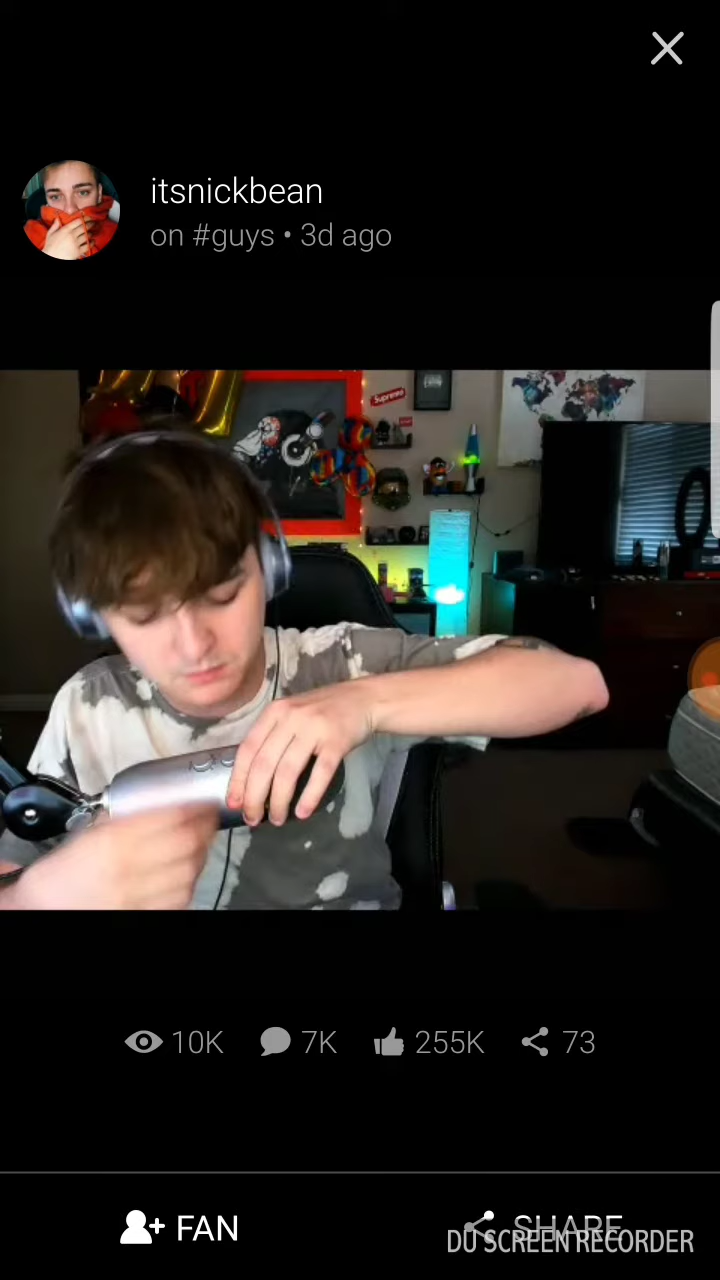 itsnickbean
on #guys • 3d ago
Supreme
10K 7K 255K 73
FAN SHARE
DU SCREEN RECORDER